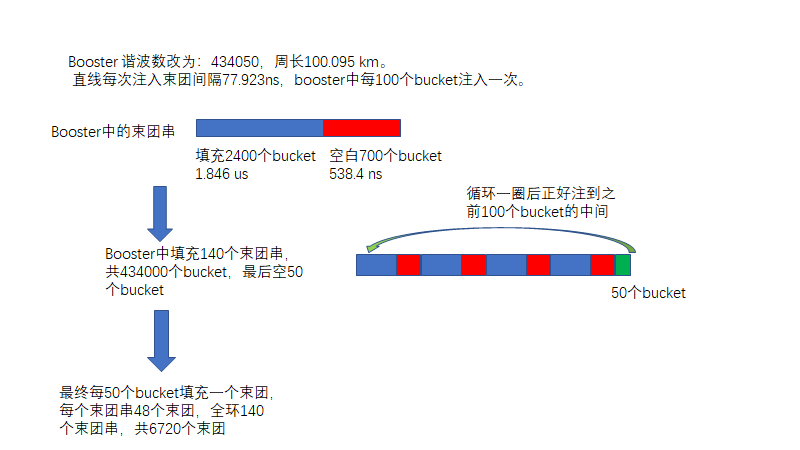 Booster 谐波数改为：434050，周长100.095 km。
直线每次注入束团间隔77.923ns，booster中每100个bucket注入一次。
Booster中的束团串
填充2400个bucket
1.846 us
空白700个bucket
538.4 ns
循环一圈后正好注到之
前100个bucket的中间
Booster中填充140个束团串，
共434000个bucket，最后空50
个bucket
50个bucket
最终每50个bucket填充一个束团，
每个束团串48个束团，全环140
个束团串，共6720个束团